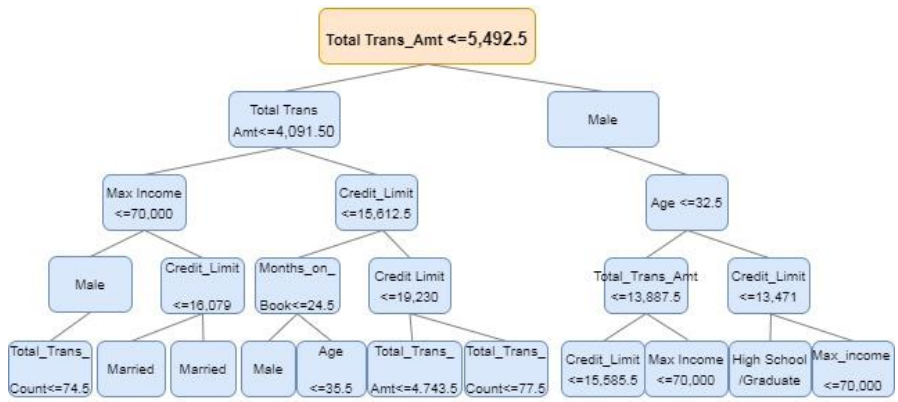 Total Trans_Amt <=5,492.5
Total Trans
Amt<=4,091.50
Male
Max Income
<=70,000
Credit_Limit
<=15,612.5
Age <=32.5
Male
Credit_Limit
<=16,079
Months_on_
Book<=24.5
Credit Limit
<=19,230
Total_Trans_Amt
<=13,887.5
Credit_Limit
<=13,471
Total_Trans_
Count<=74.5
Married
Married
Male
Age
<=35.5
Total_Trans_
Amt<=4.743.5
Total_Trans_
Count<=77.5
Credit_Limit
<=15,585.5
Max Income
<=70,000
High School
/Graduate
Max_income
<=70,000